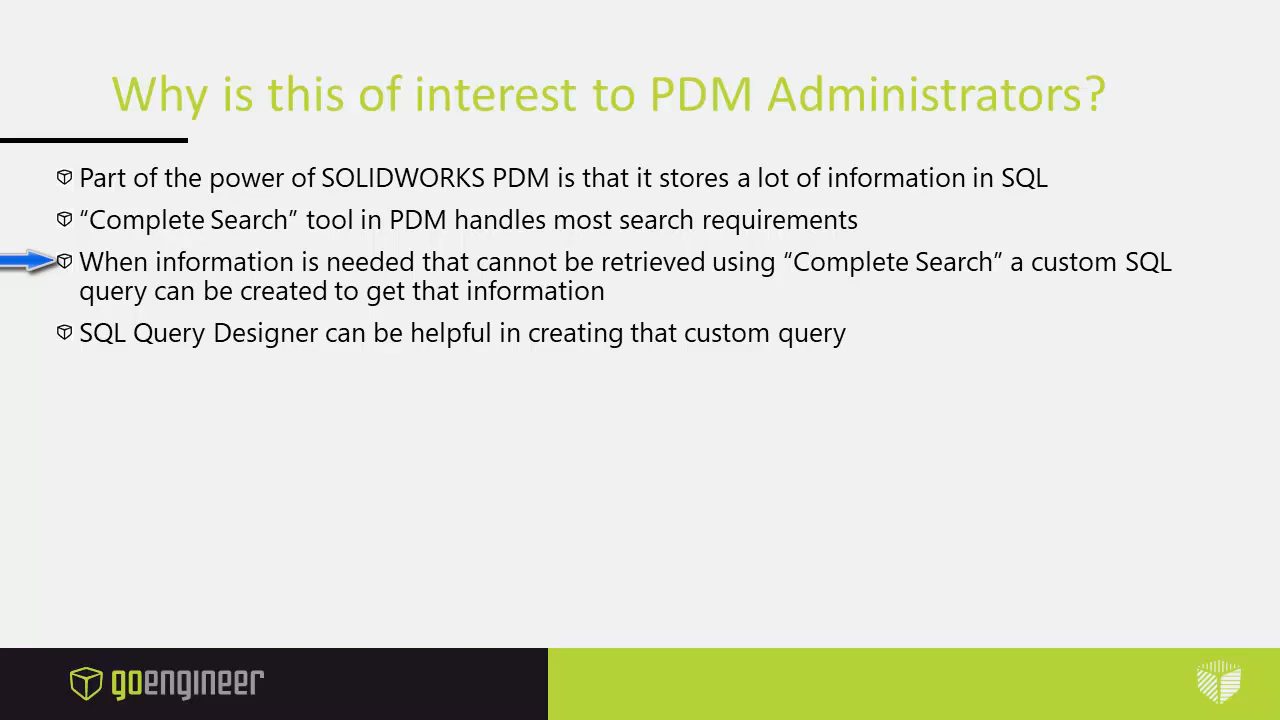 Why is this of interest to PDM Administrators?
Part of the power of SOLIDWORKS PDM is that it stores a lot of information in SQL
“Complete Search” tool in PDM handles most search requirements
When information is needed that cannot be retrieved using “Complete Search” a custom SQL
query can be created to get that information
SQL Query Designer can be helpful in creating that custom query
goengineer